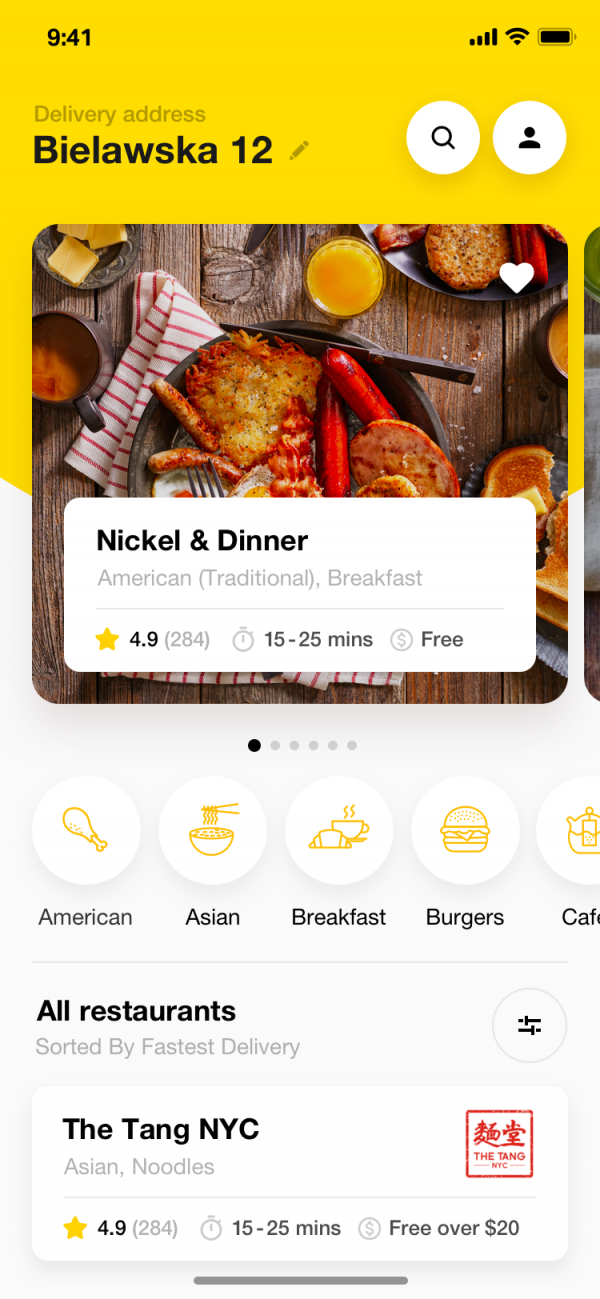 9:41
Delivery address
Bielawska 12
Nickel & Dinner
American (Traditional), Breakfast
4.9 (284) 15-25 mins $ Free
American Asian Breakfast Burgers Cafe
All restaurants
Sorted By Fastest Delivery
The Tang NYC
Asian, Noodles
麵堂
THE TANG
NYC
4.9 (284) 15-25 mins $ Free over $20